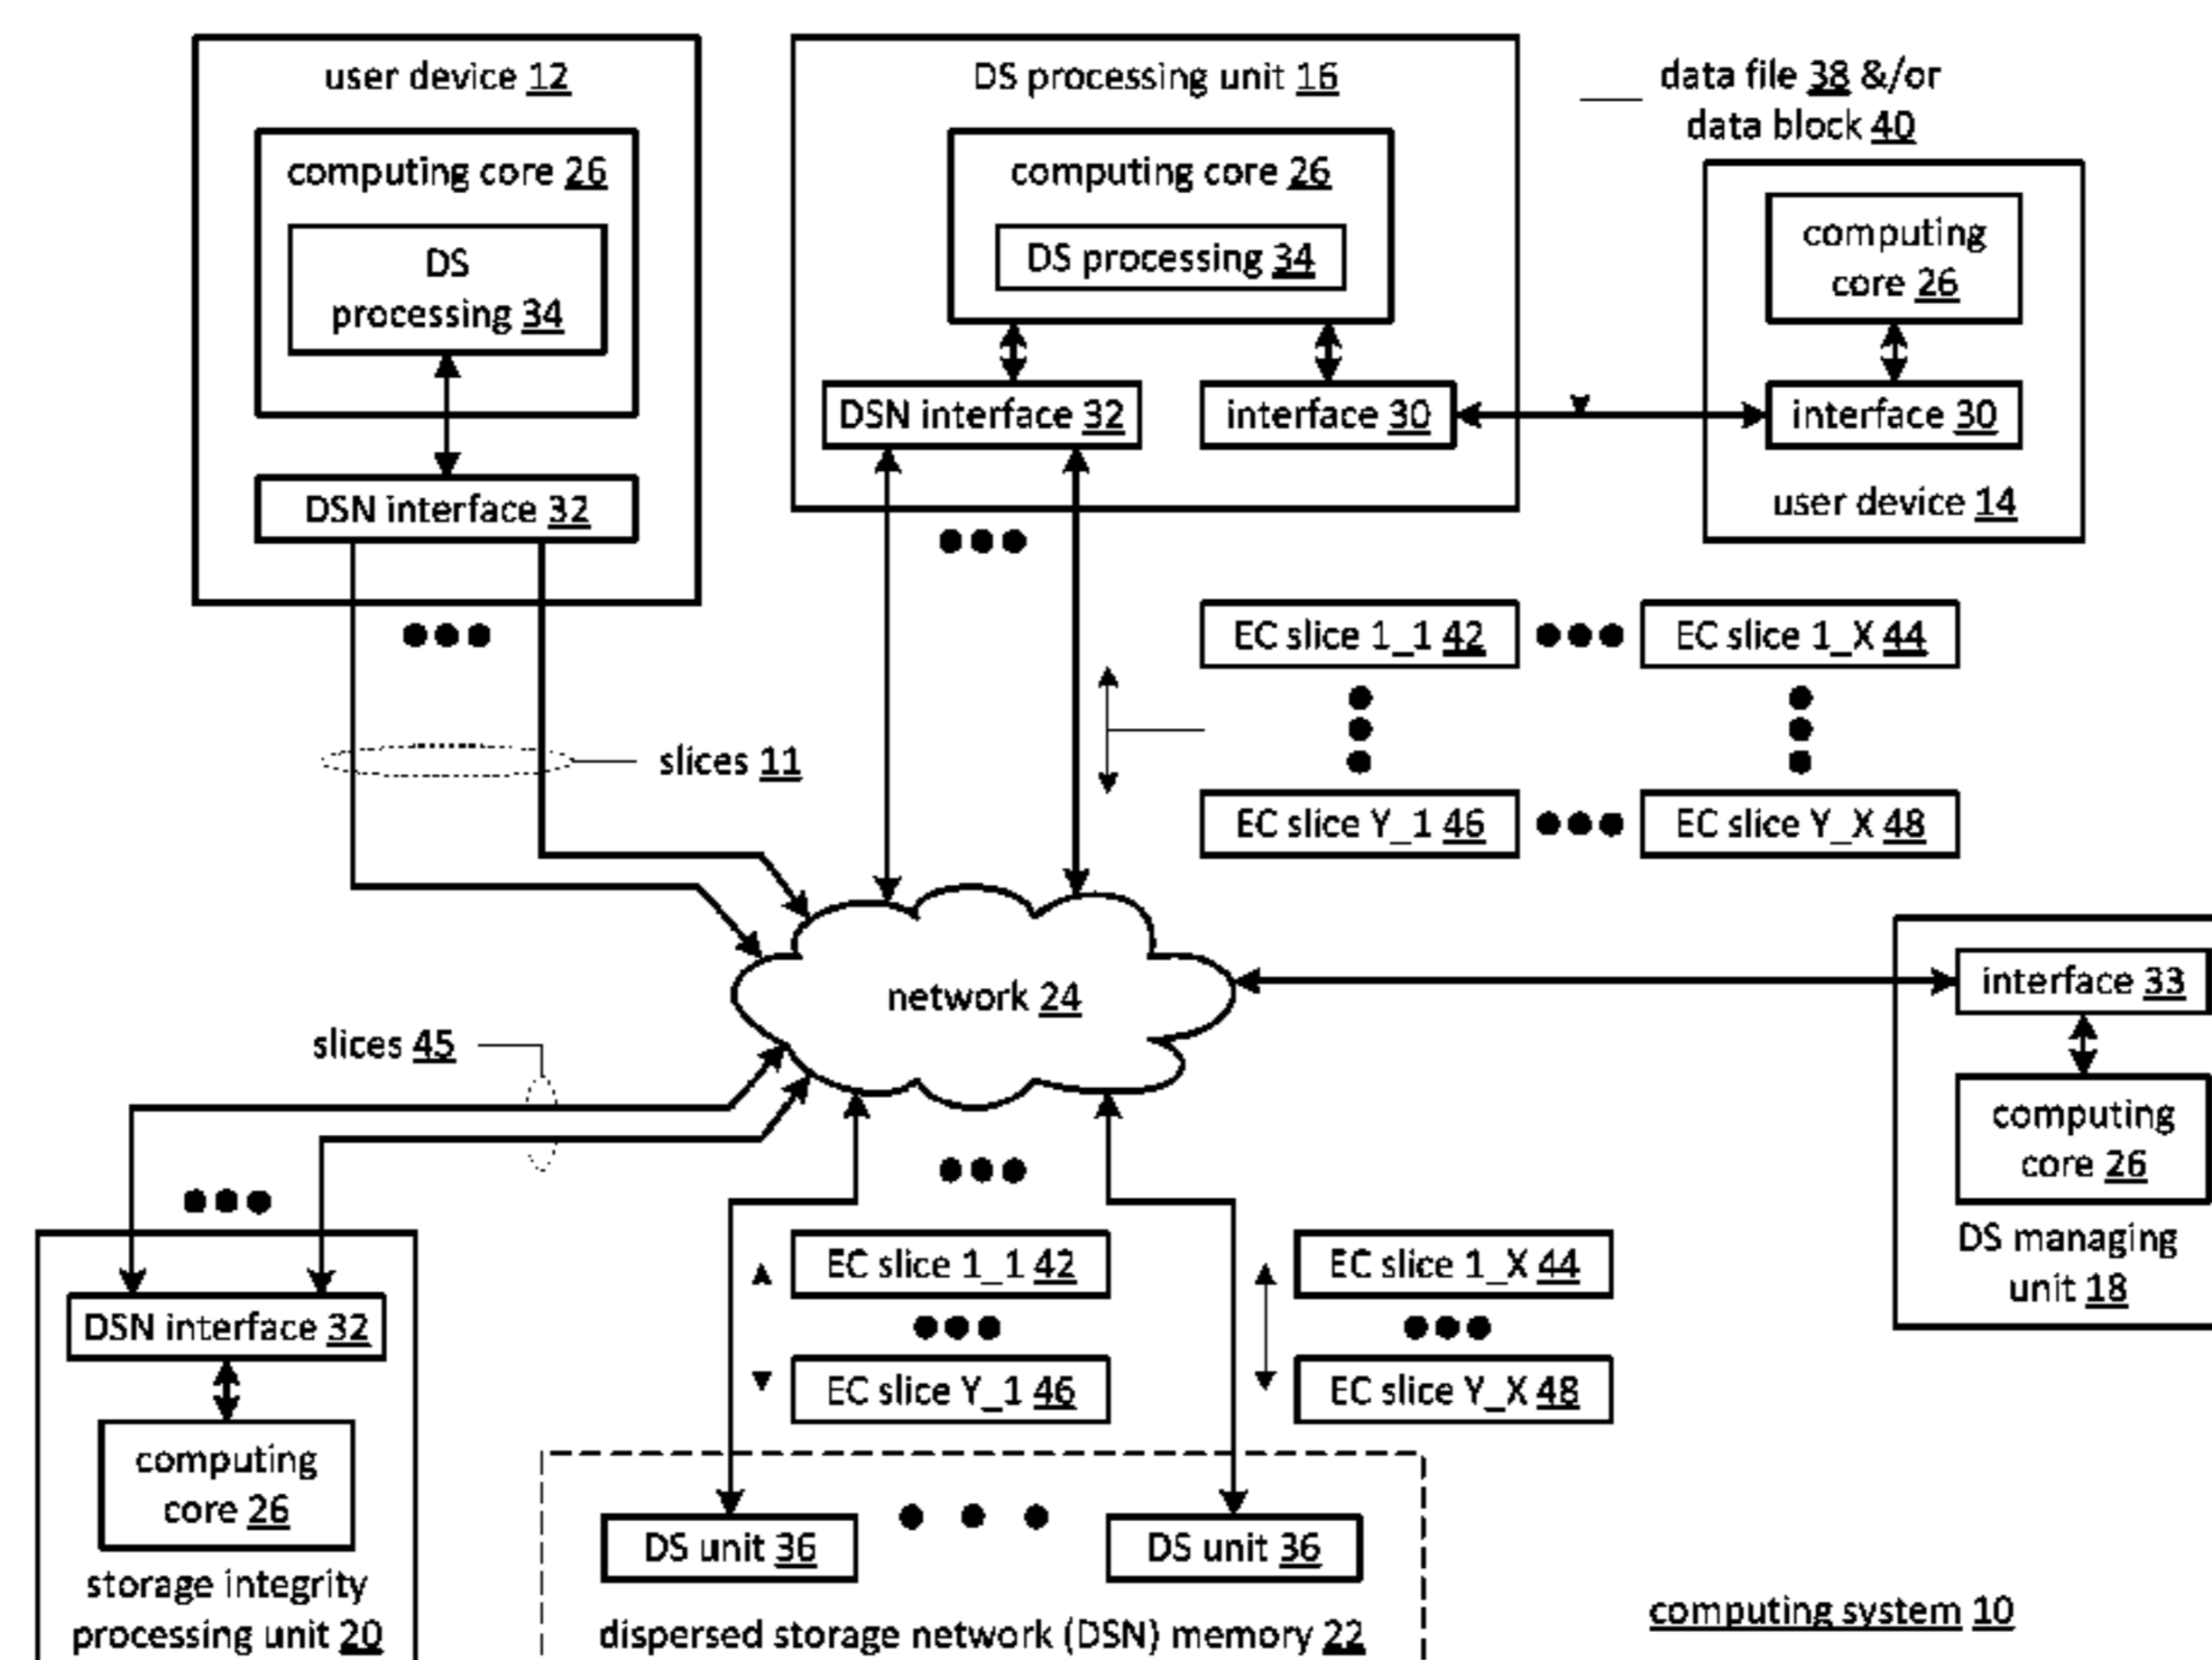 user device 12
computing core 26
DS
processing 34
DSN interface 32
DS processing unit 16
computing core 26
DS processing 34
DSN interface 32
interface 30
data file 38 &/or
data block 40
computing
core 26
interface 30
user device 14
slices 11
EC slice 1_1 42
EC slice 1_X 44
EC slice Y_1 46
EC slice Y_X 48
network 24
interface 33
computing
core 26
DS managing
unit 18
slices 45
DSN interface 32
computing
core 26
storage integrity
processing unit 20
EC slice 1_1 42
EC slice Y_1 46
EC slice 1_X 44
EC slice Y_X 48
DS unit 36
DS unit 36
dispersed storage network (DSN) memory 22
computing system 10